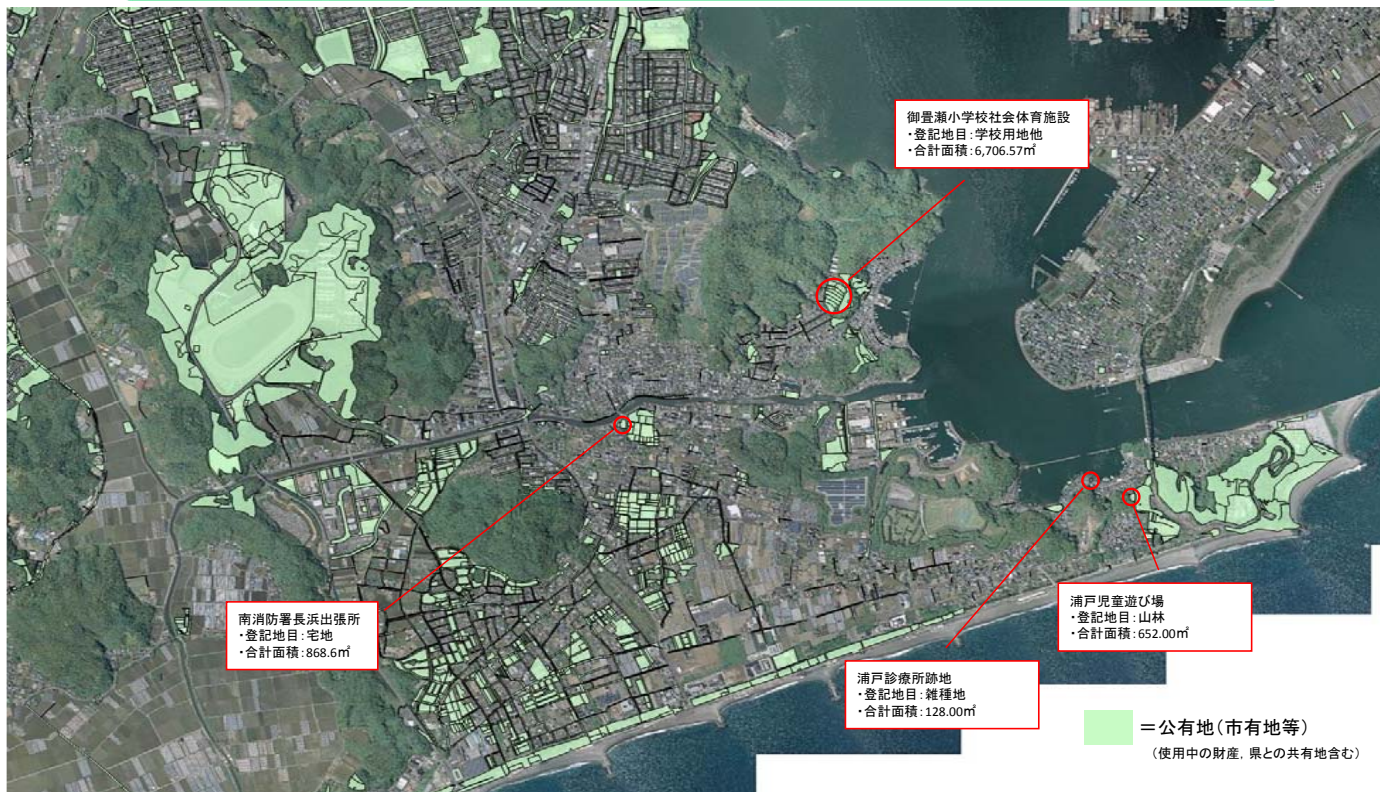 御畳瀬小学校社会体育施設
・登記地目：学校用地他
・合計面積：6,706.57㎡
南消防署長浜出張所
・登記地目：宅地
・合計面積：868.6㎡
浦戸児童遊び場
・登記地目：山林
・合計面積：652.00㎡
浦戸診療所跡地
・登記地目：雑種地
・合計面積：128.00㎡
＝公有地（市有地等）
（使用中の財産，県との共有地含む）